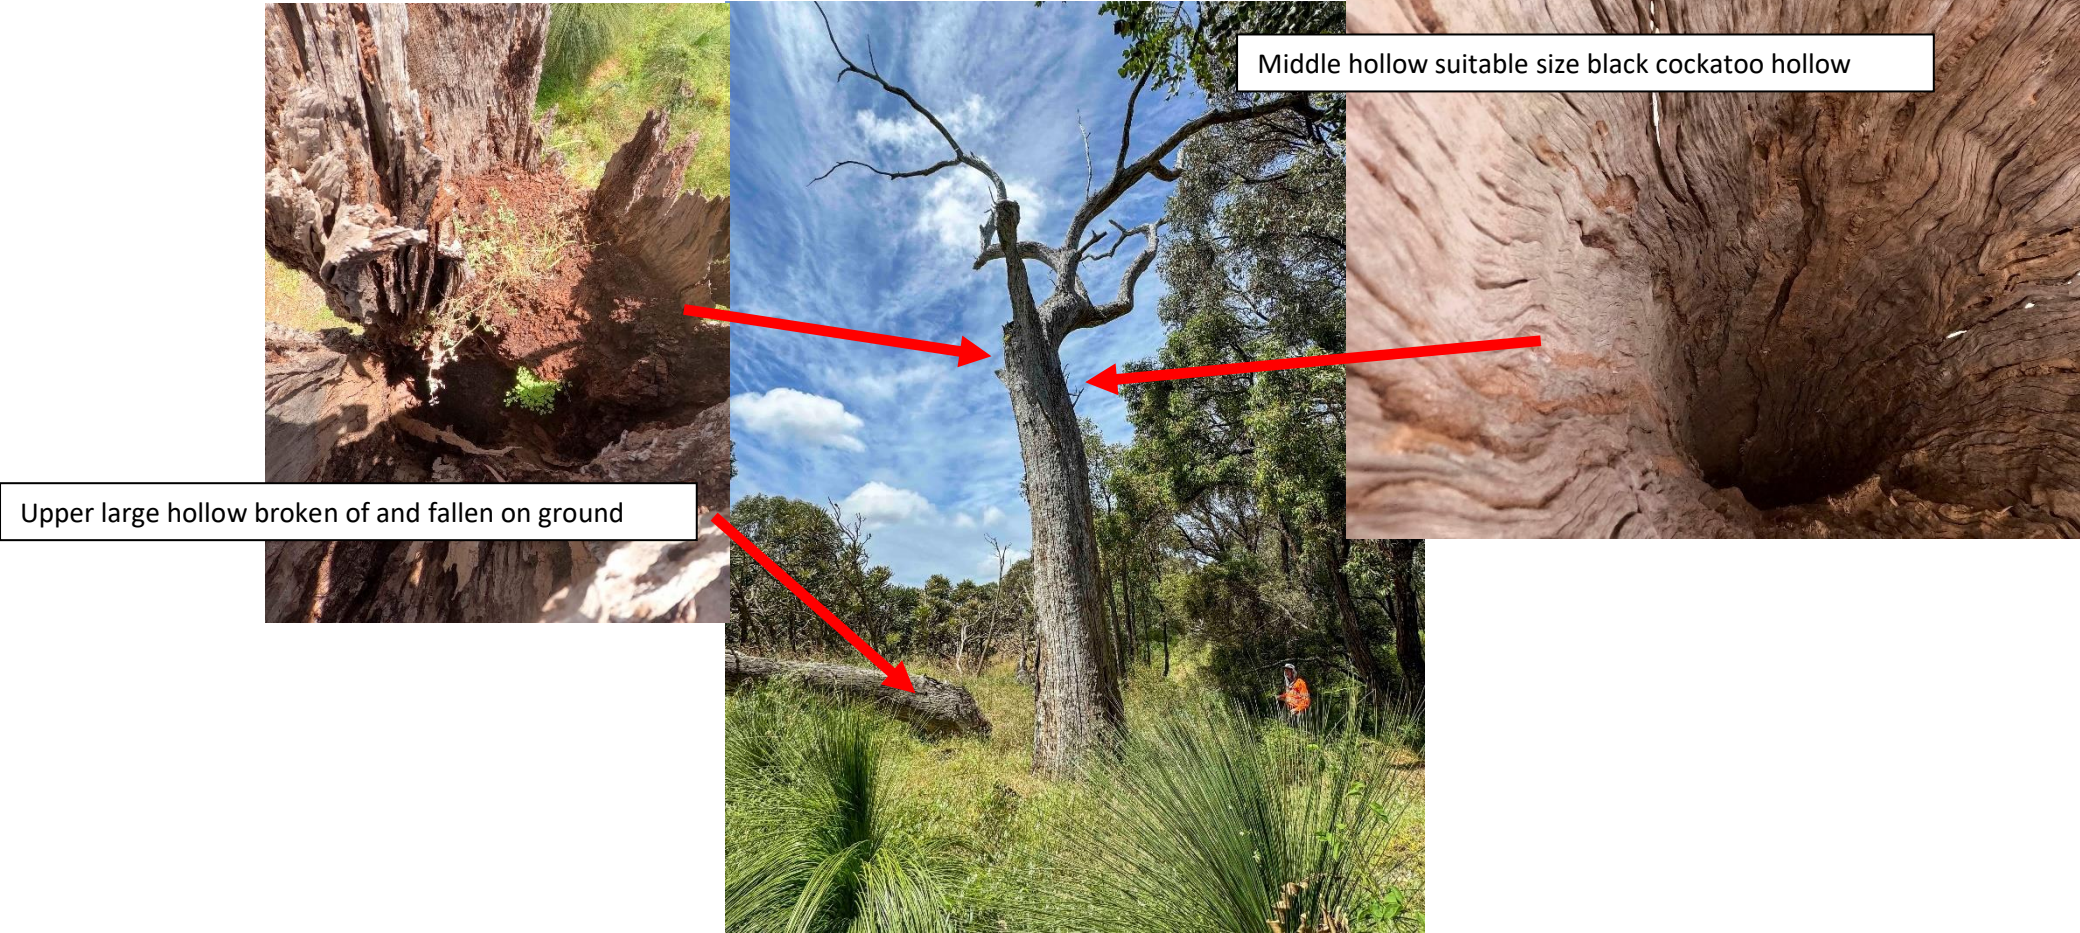 Middle hollow suitable size black cockatoo hollow
Upper large hollow broken of and fallen on ground